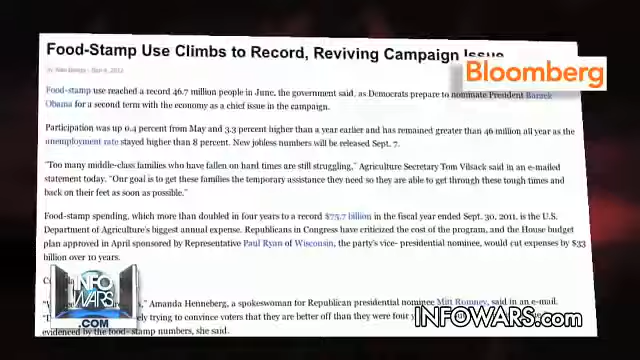 Food-Stamp Use Climbs to Record, Reviving Campaign Issue
Bloomberg
Food-stamp use reached a record 46.7 million people in June, the government said, as Democrats prepare to nominate President Barack
Obama for a second term with the economy as a chief issue in the campaign.
Participation was up 0.4 percent from May and 3.3 percent higher than a year earlier and has remained greater than 46 million all year as the
unemployment rate stayed higher than 8 percent. New jobless numbers will be released Sept. 7.
"Too many middle-class families who have fallen on hard times are still struggling," Agriculture Secretary Tom Vilsack said in an e-mailed
statement today. "Our goal is to get these families the temporary assistance they need so they are able to get through these tough times and
back on their feet as soon as possible."
Food-stamp spending, which more than doubled in four years to a record $75.7 billion in the fiscal year ended Sept. 30, 2011, is the U.S.
Department of Agriculture's biggest annual expense. Republicans in Congress have criticized the cost of the program, and the House budget
plan approved in April sponsored by Representative Paul Ryan of Wisconsin, the party's vice- presidential nominee, would cut expenses by $33
billion over 10 years.
Amanda Henneberg, a spokeswoman for Republican presidential nominee Mitt Romney, said in an e-mail.
trying to convince voters that they are better off than they were four
evidenced by the food-stamp numbers, she said.
INFO
WARS
.COM
INFOWARS.com